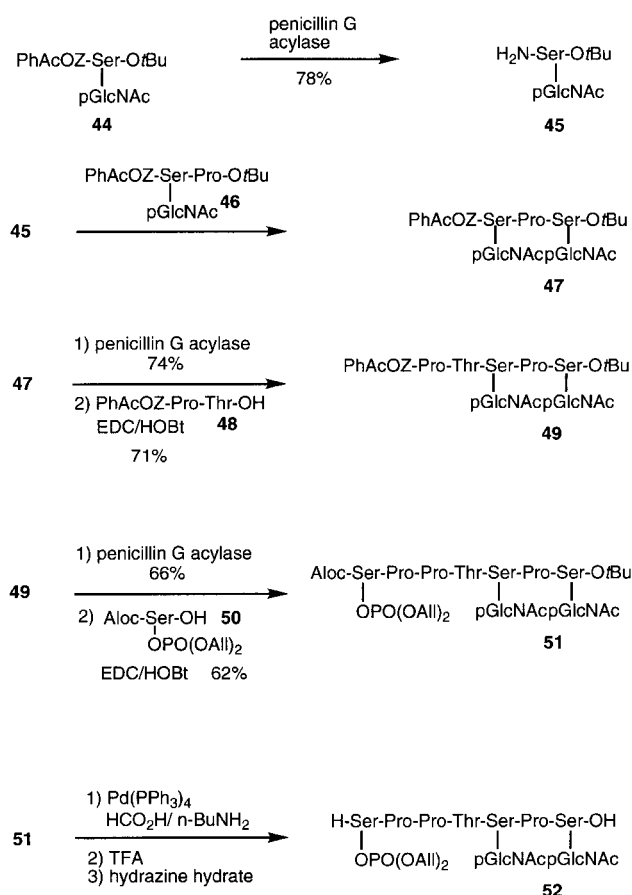 penicillin G
acylase
78%
PhAcOZ-Ser-OtBu
pGlcNAc
44
H2N-Ser-OtBu
pGlcNAc
45
45
PhAcOZ-Ser-Pro-OtBu
pGlcNAc 46
PhAcOZ-Ser-Pro-Ser-OtBu
pGlcNAcpGlcNAc
47
47
1) penicillin G acylase
74%
2) PhAcOZ-Pro-Thr-OH
EDC/HOBt 48
71%
PhAcOZ-Pro-Thr-Ser-Pro-Ser-OtBu
pGlcNAcpGlcNAc
49
49
1) penicillin G acylase
66%
2) Aloc-Ser-OH 50
OPO(OAll)2
EDC/HOBt 62%
Aloc-Ser-Pro-Pro-Thr-Ser-Pro-Ser-OtBu
OPO(OAll)2 pGlcNAcpGlcNAc
51
51
1) Pd(PPh3)4
HCO2H/ n-BuNH2
2) TFA
3) hydrazine hydrate
H-Ser-Pro-Pro-Thr-Ser-Pro-Ser-OH
OPO(OAll)2 pGlcNAcpGlcNAc
52